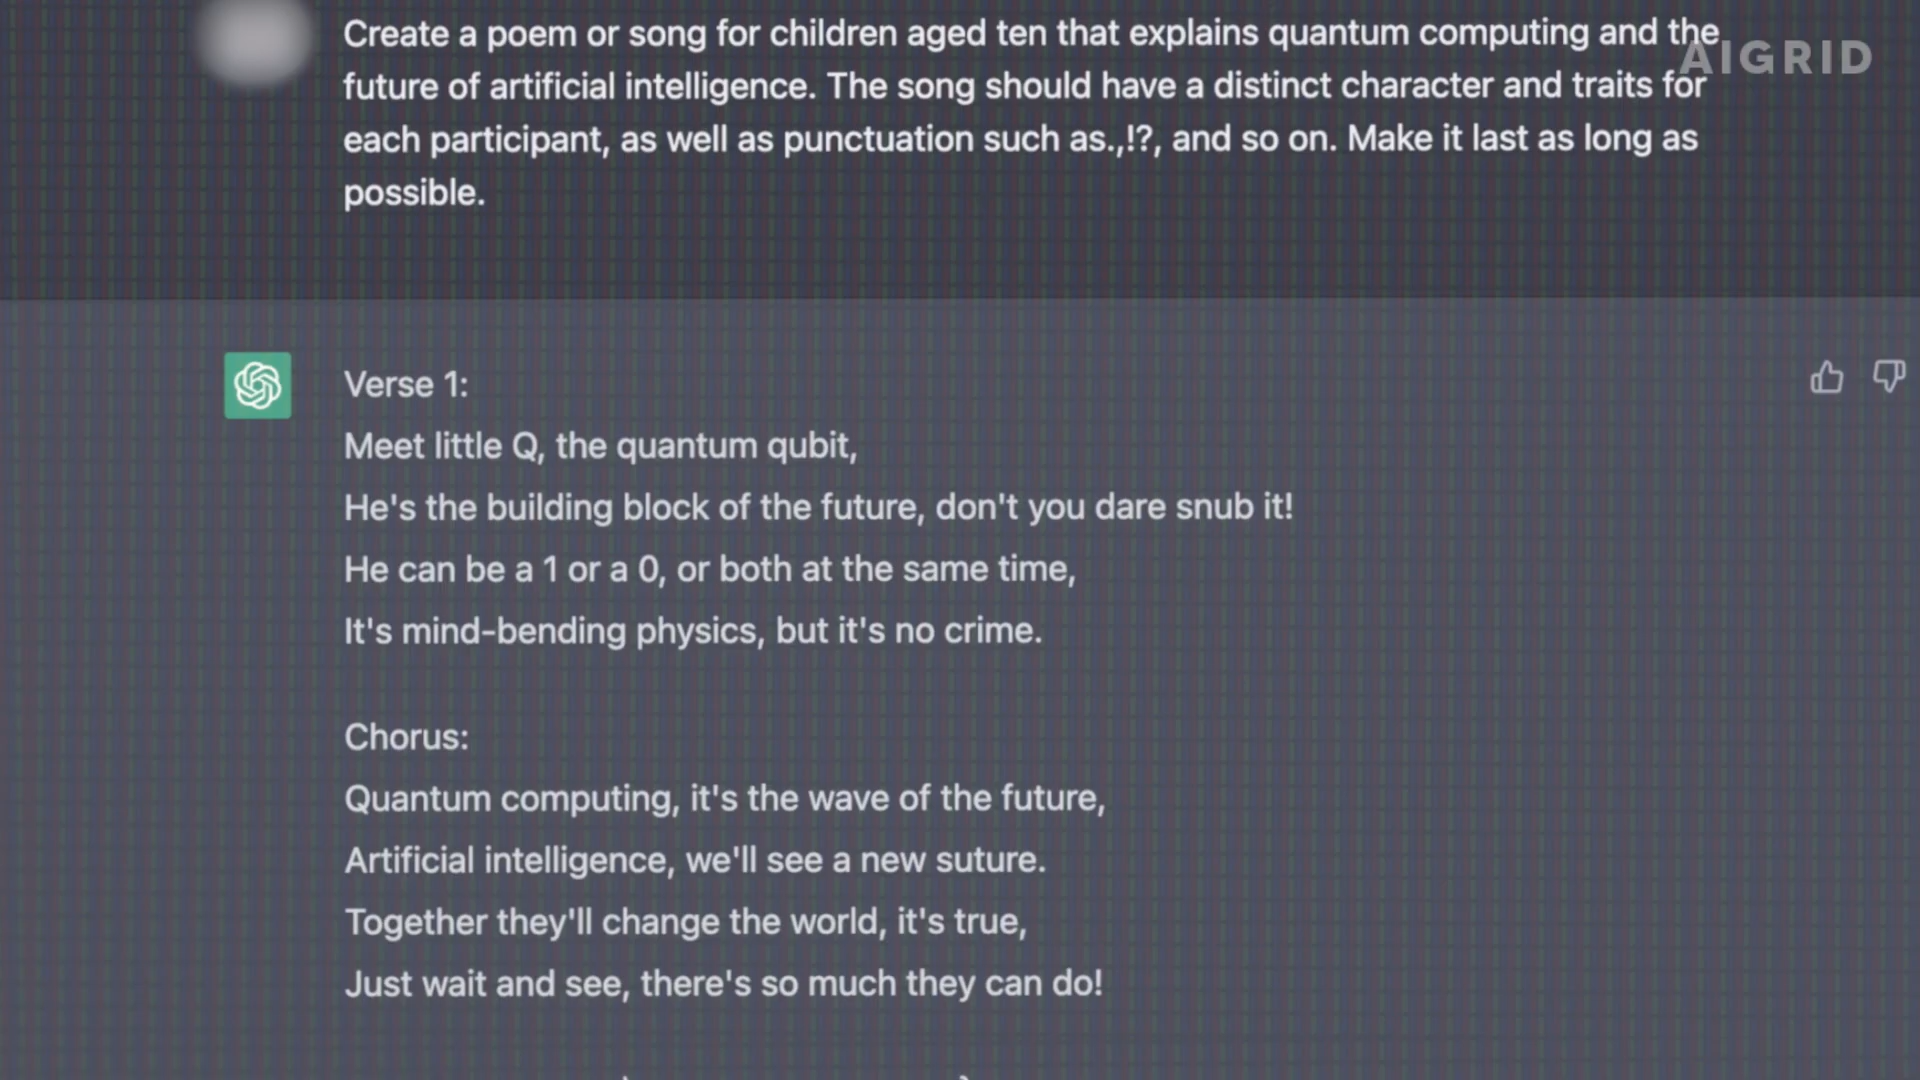 Create a poem or song for children aged ten that explains quantum computing and the
AIGRID
future of artificial intelligence. The song should have a distinct character and traits for
each participant, as well as punctuation such as.,!?, and so on. Make it last as long as
possible.
Verse 1:
Meet little Q, the quantum qubit,
He's the building block of the future, don't you dare snub it!
He can be a 1 or a 0, or both at the same time,
It's mind-bending physics, but it's no crime.
Chorus:
Quantum computing, it's the wave of the future,
Artificial intelligence, we'll see a new suture.
Together they'll change the world, it's true,
Just wait and see, there's so much they can do!